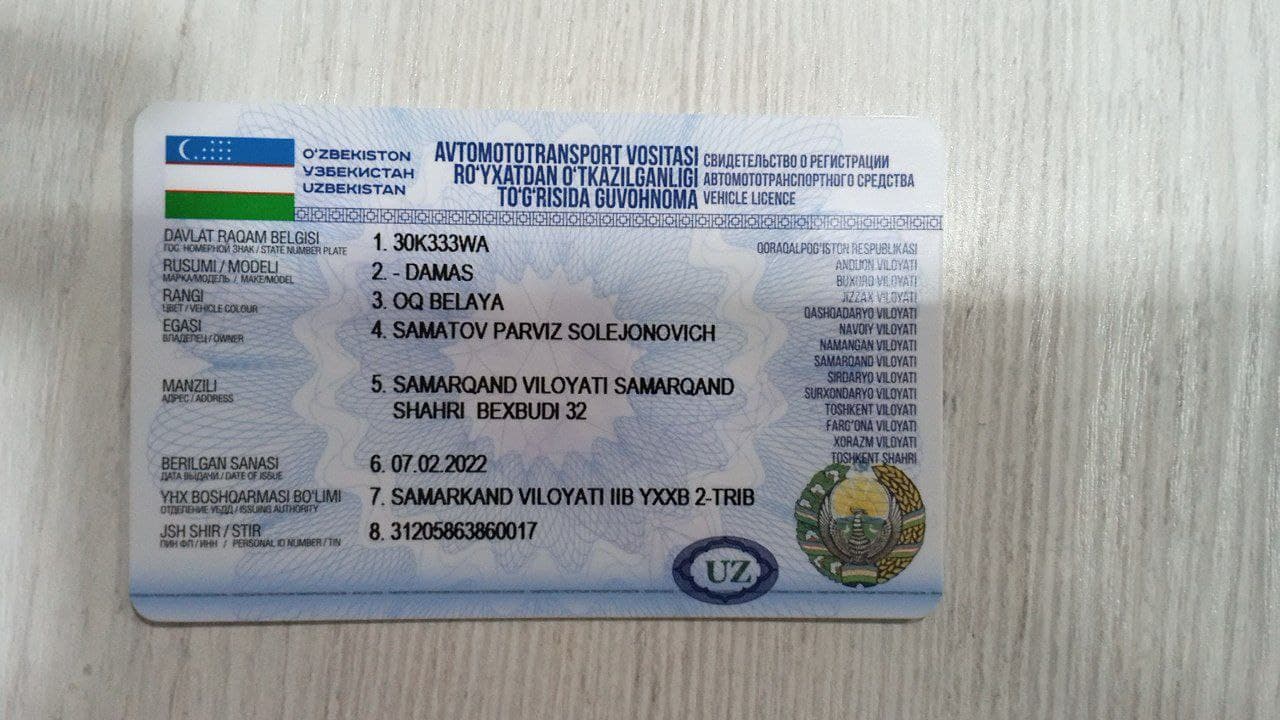 O'ZBEKISTON
УЗБЕКИСТАН
UZBEKISTAN
AVTOMOTOTRANSPORT VOSITASI
RO'YXATDAN O'TKAZILGANLIGI
TO'G'RISIDA GUVOHNOMA
СВИДЕТЕЛЬСТВО О РЕГИСТРАЦИИ
АВТОМОТОТРАНСПОРТНОГО СРЕДСТВА
VEHICLE LICENCE
DAVLAT RAQAM BELGISI
ГОС. НОМЕРНОЙ ЗНАК / STATE NUMBER PLATE
1. 30K333WA
RUSUMI / MODELI
МАРКА/МОДЕЛЬ / MAKE/MODEL
2. - DAMAS
RANGI
ЦВЕТ / VEHICLE COLOUR
3. OQ BELAYA
EGASI
ВЛАДЕЛЕЦ / OWNER
4. SAMATOV PARVIZ SOLEJONOVICH
MANZILI
АДРЕС / ADDRESS
5. SAMARQAND VILOYATI SAMARQAND
SHAHRI BEXBUDI 32
BERILGAN SANASI
ДАТА ВЫДАЧИ / DATE OF ISSUE
6. 07.02.2022
YHX BOSHQARMASI BO'LIMI
ОТДЕЛЕНИЕ УБДД / ISSUING AUTHORITY
7. SAMARKAND VILOYATI IIB YXXB 2-TRIB
JSH SHIR / STIR
ПИН ФЛ / ИНН / PERSONAL ID NUMBER / TIN
8. 31205863860017
QORAQALPOG'ISTON RESPUBLIKASI
ANDIJON VILOYATI
BUXORO VILOYATI
JIZZAX VILOYATI
QASHQADARYO VILOYATI
NAVOIY VILOYATI
NAMANGAN VILOYATI
SAMARQAND VILOYATI
SIRDARYO VILOYATI
SURXONDARYO VILOYATI
TOSHKENT VILOYATI
FARG'ONA VILOYATI
XORAZM VILOYATI
TOSHKENT SHAHRI
UZ